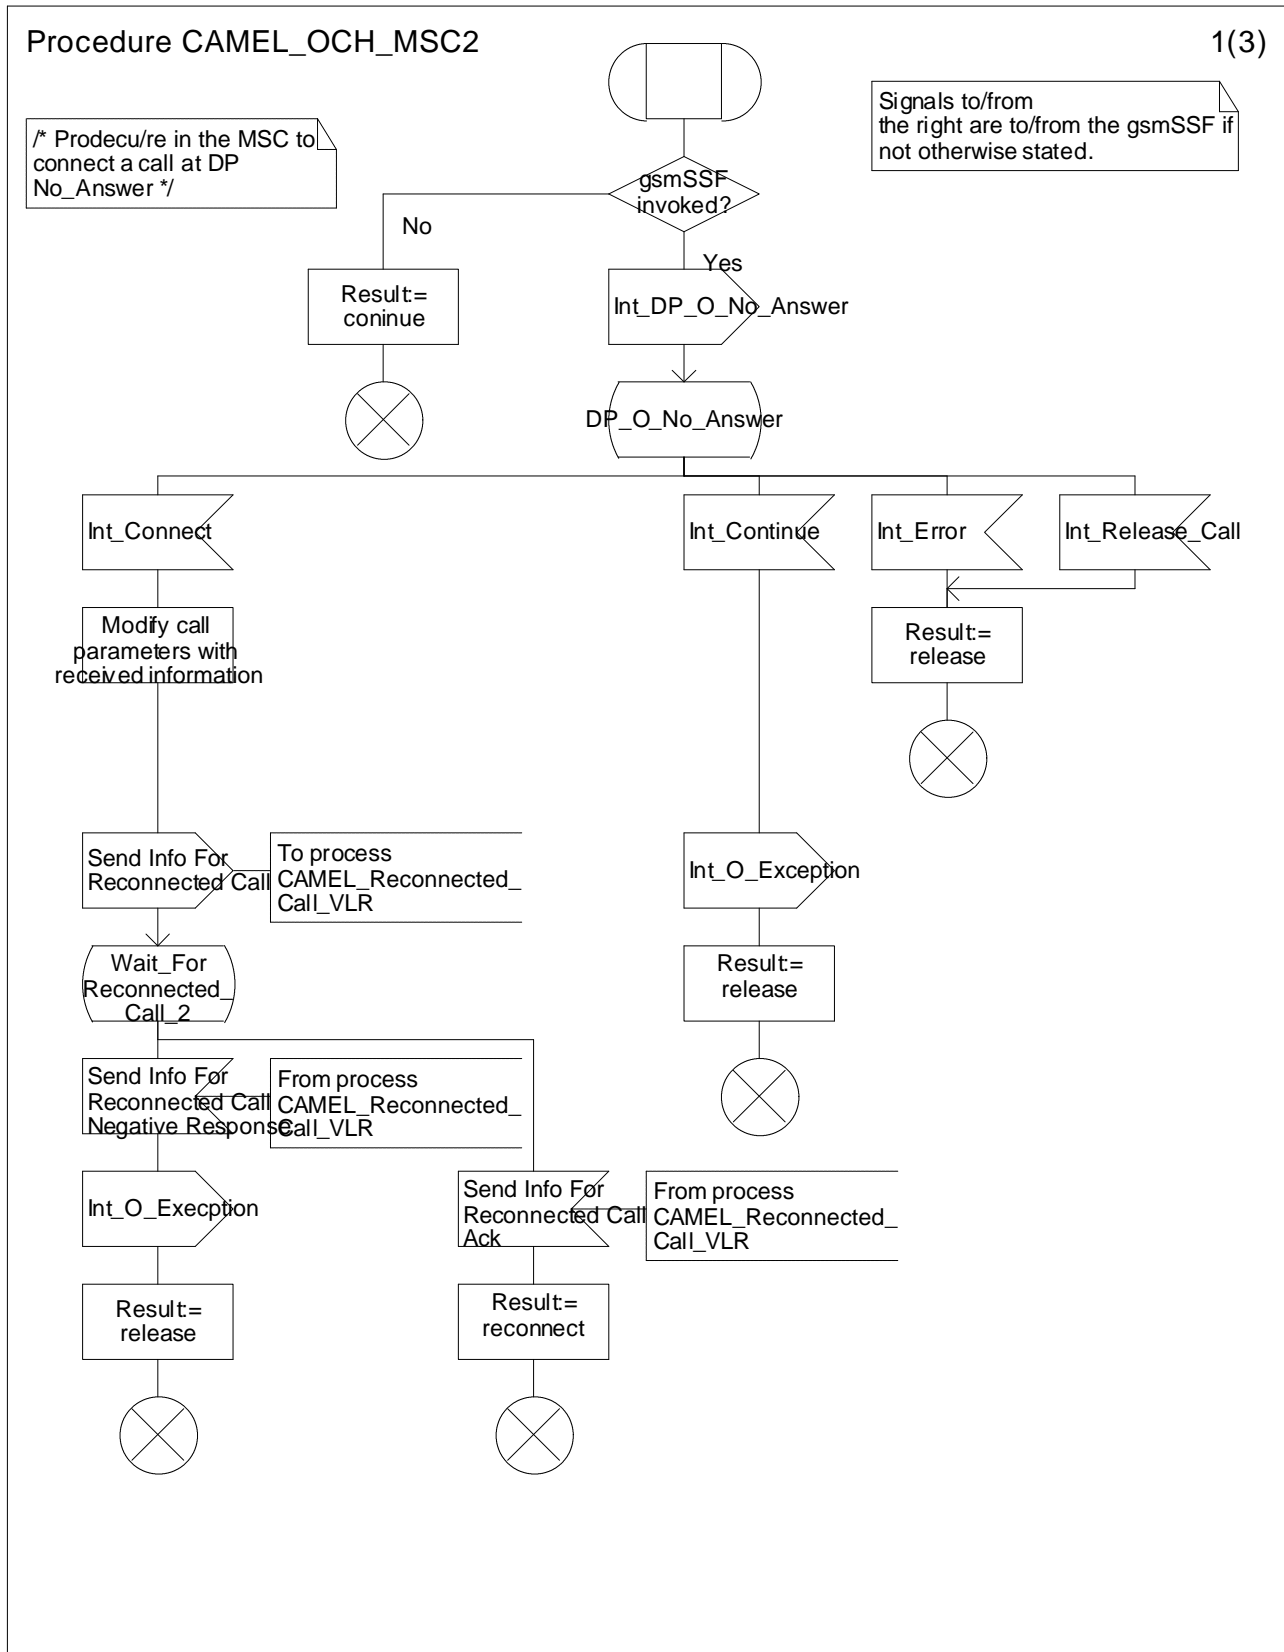 Procedure CAMEL_OCH_MSC2
1(3)
/* Prodecu/re in the MSC to
connect a call at DP
No_Answer */
Signals to/from
the right are to/from the gsmSSF if
not otherwise stated.
gsmSSF
invoked?
No
Yes
Result:=
coninue
Int_DP_O_No_Answer
DP_O_No_Answer
Int_Connect
Int_Continue
Int_Error
Int_Release_Call
Modify call
parameters with
received information
Result:=
release
Send Info For
Reconnected Call
To process
CAMEL_Reconnected_
Call_VLR
Int_O_Exception
Wait_For
Reconnected_
Call_2
Result:=
release
Send Info For
Reconnected Call
Negative Response
From process
CAMEL_Reconnected_
Call_VLR
Int_O_Execption
Send Info For
Reconnected Call
Ack
From process
CAMEL_Reconnected_
Call_VLR
Result:=
release
Result:=
reconnect